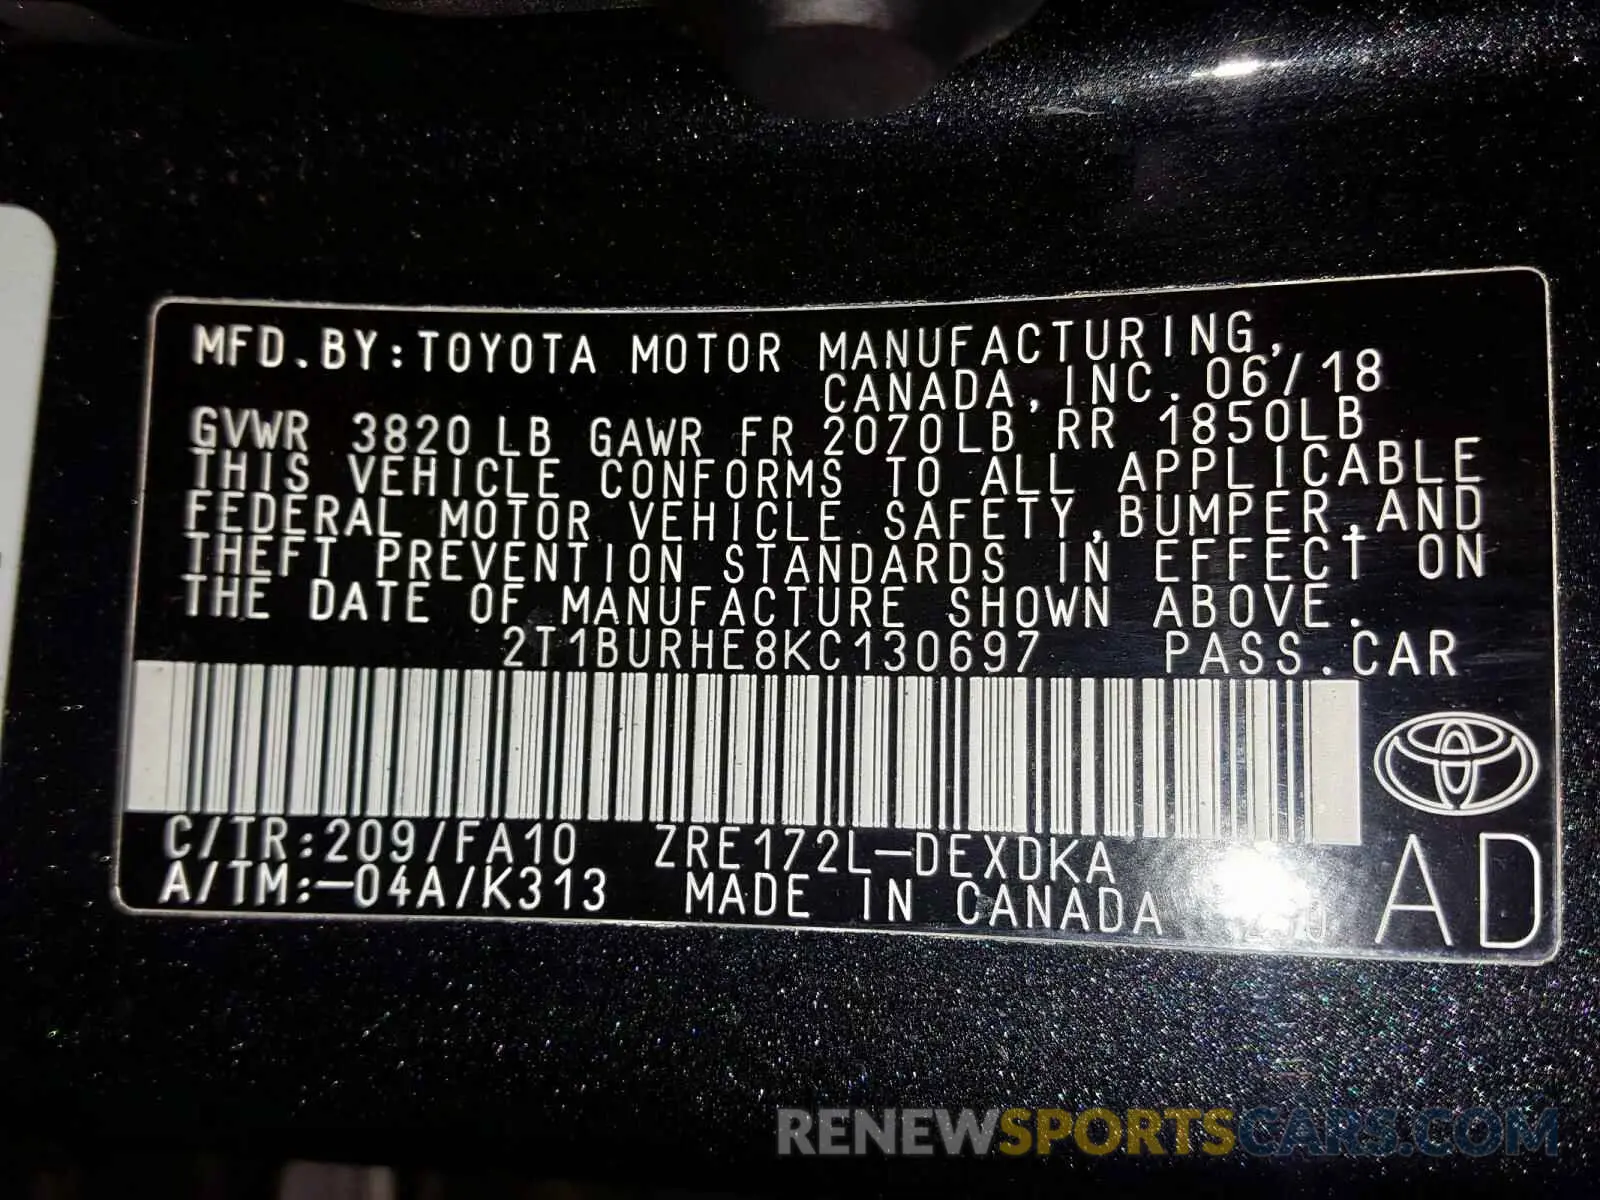 MFD.BY:TOYOTA MOTOR MANUFACTURING,
CANADA,INC. 06/18
GVWR 3820 LB GAWR FR 2070LB RR 1850LB
THIS VEHICLE CONFORMS TO ALL APPLICABLE
FEDERAL MOTOR VEHICLE SAFETY,BUMPER,AND
THEFT PREVENTION STANDARDS IN EFFECT ON
THE DATE OF MANUFACTURE SHOWN ABOVE.
2T1BURHE8KC130697 PASS.CAR
C/TR:209/FA10 ZRE172L-DEXDKA
A/TM:-04A/K313 MADE IN CANADA
AD
RENEWSPORTSCARS.COM